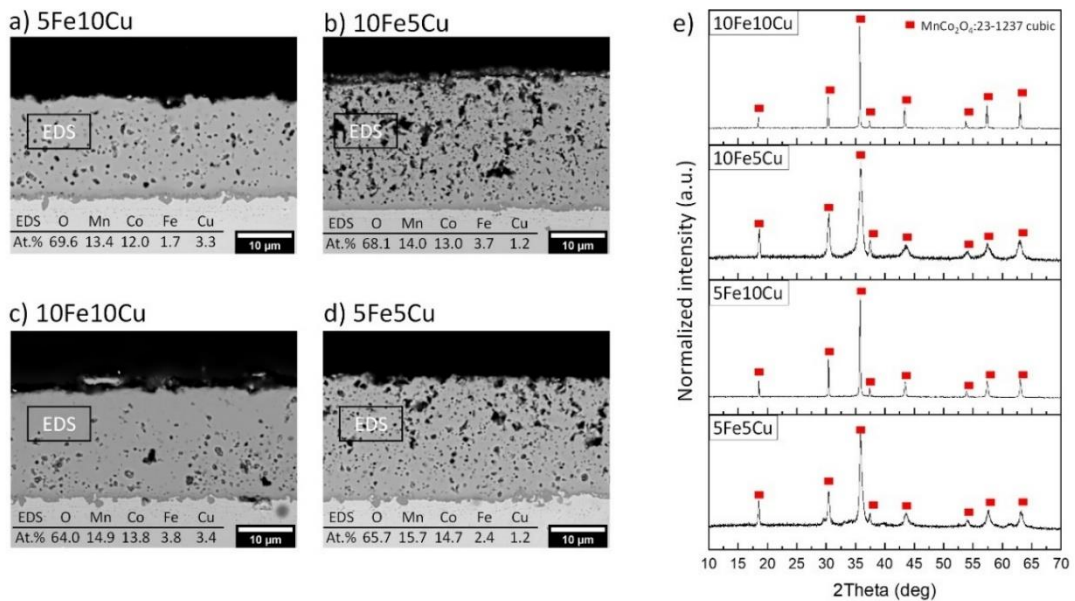 a) 5Fe10Cu
EDS
EDS O Mn Co Fe Cu
At.% 69.6 13.4 12.0 1.7 3.3
10 µm
b) 10Fe5Cu
EDS
EDS O Mn Co Fe Cu
At.% 68.1 14.0 13.0 3.7 1.2
10 µm
c) 10Fe10Cu
EDS
EDS O Mn Co Fe Cu
At.% 64.0 14.9 13.8 3.8 3.4
10 µm
d) 5Fe5Cu
EDS
EDS O Mn Co Fe Cu
At.% 65.7 15.7 14.7 2.4 1.2
10 µm
e)
10Fe10Cu
MnCo₂O₄:23-1237 cubic
10Fe5Cu
5Fe10Cu
5Fe5Cu
Normalized intensity (a.u.)
10 15 20 25 30 35 40 45 50 55 60 65 70
2Theta (deg)